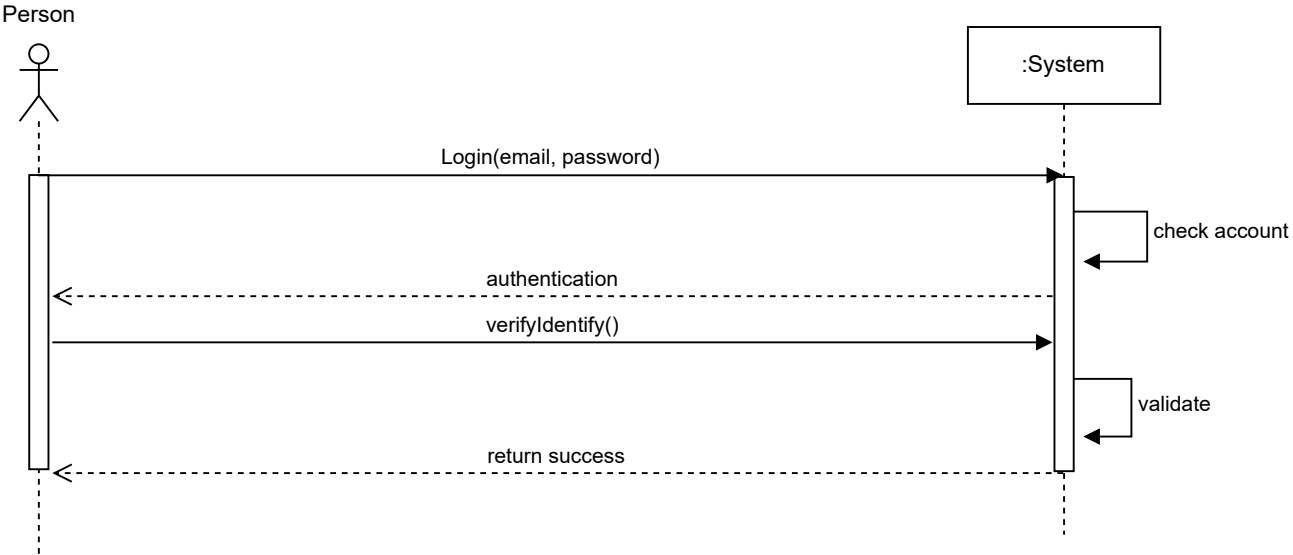 Person
:System
Login(email, password)
check account
authentication
verifyIdentify()
validate
return success